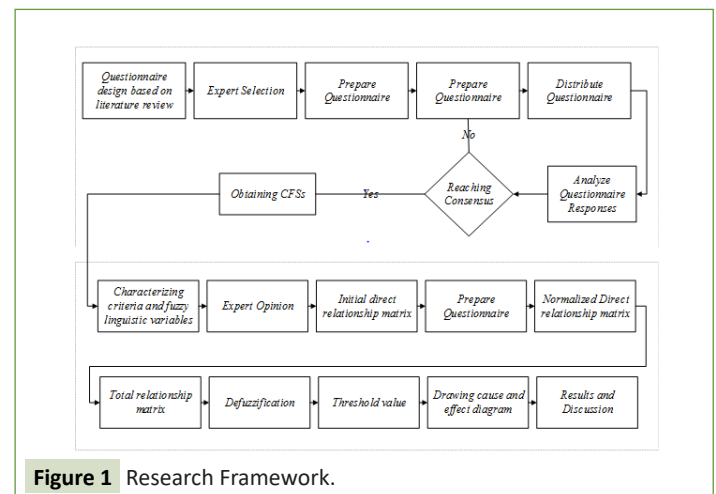 Questionnaire
design based on
literature review
Expert Selection
Prepare
Questionnaire
Prepare
Questionnaire
Distribute
Questionnaire
No
Analyze
Questionnaire
Responses
Reaching
Consensus
Yes
Obtaining CFSs
Characterizing
criteria and fuzzy
linguistic variables
Expert Opinion
Initial direct
relationship matrix
Prepare
Questionnaire
Normalized Direct
relationship matrix
Total relationship
matrix
Defuzzification
Threshold value
Drawing cause and
effect diagram
Results and
Discussion
Figure 1 Research Framework.